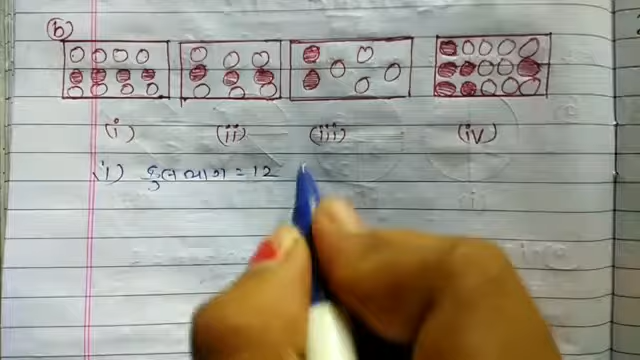 b)
(i) (ii) (iii) (iv)
i) કુલ ભાગ = 12